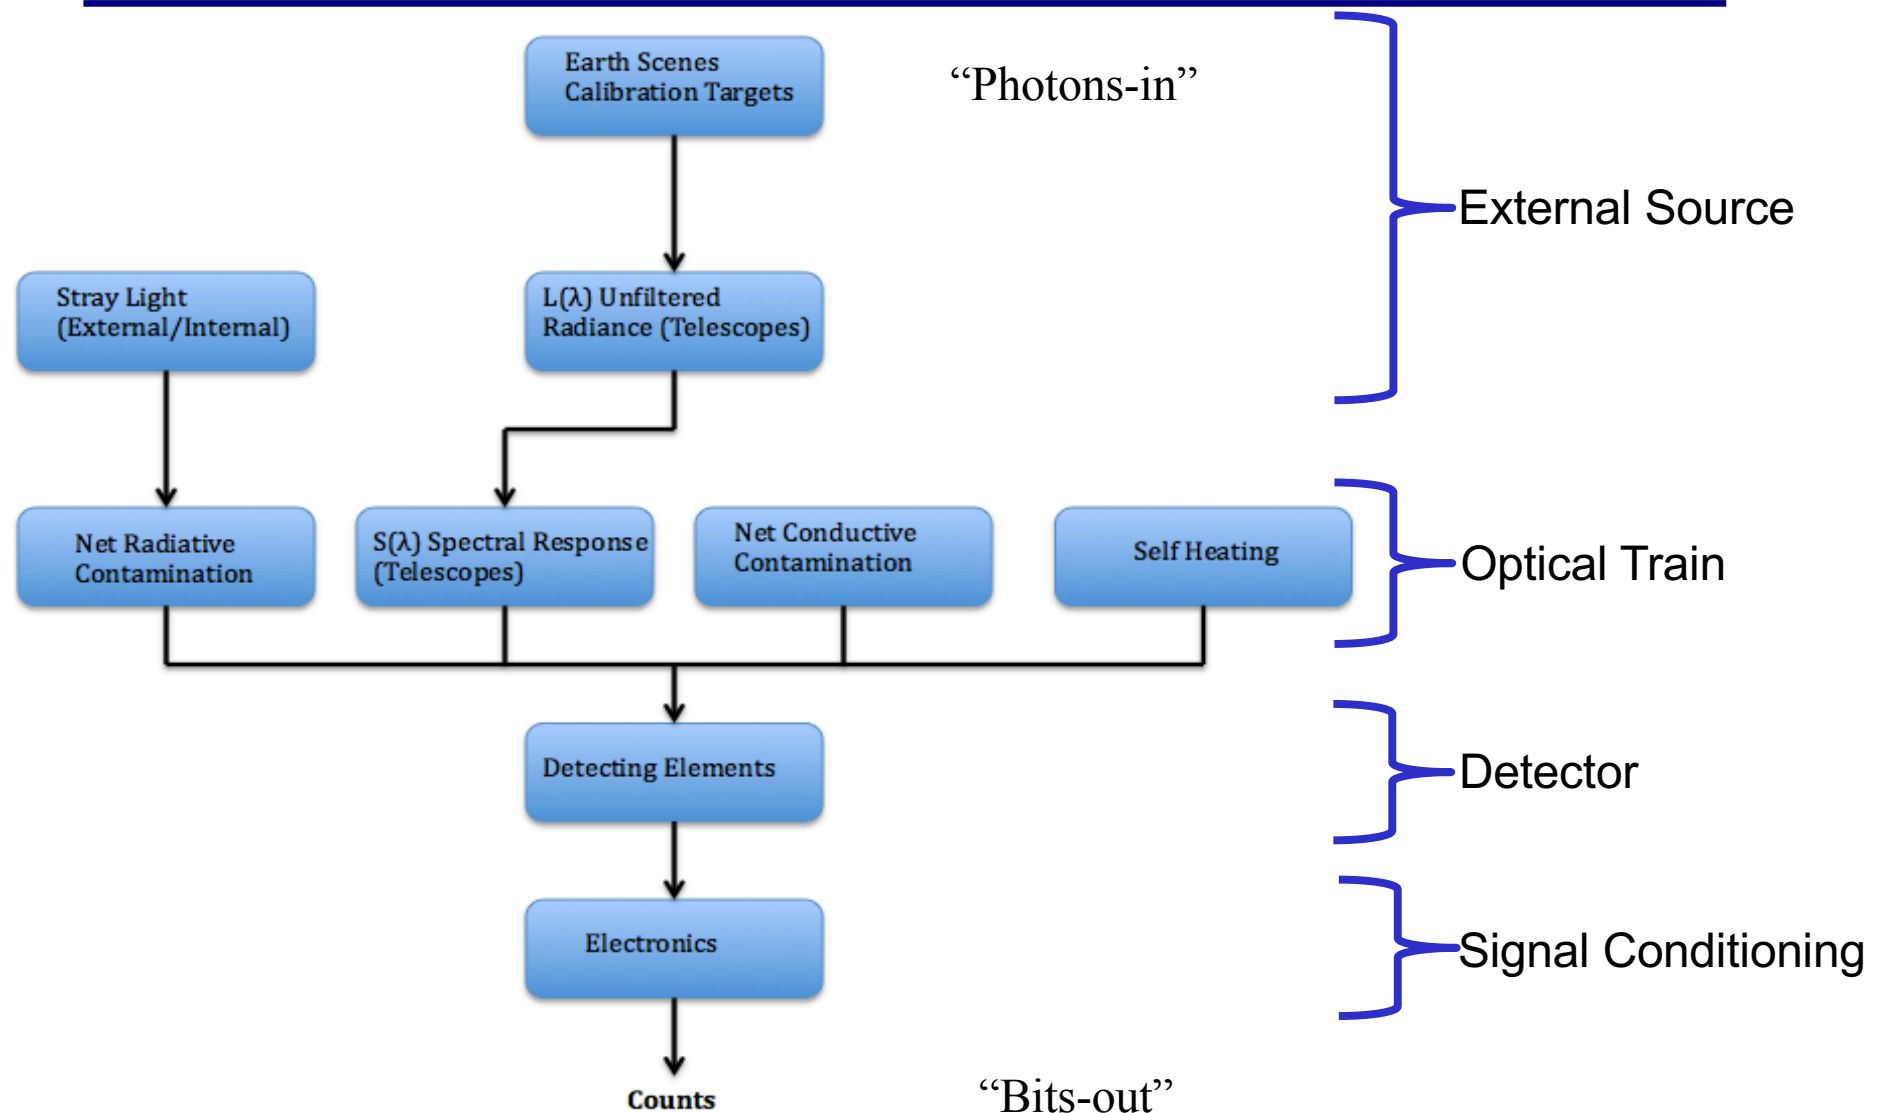 Earth Scenes
Calibration Targets
“Photons-in”
External Source
Stray Light
(External/Internal)
L(λ) Unfiltered
Radiance (Telescopes)
Net Radiative
Contamination
S(λ) Spectral Response
(Telescopes)
Net Conductive
Contamination
Self Heating
Optical Train
Detecting Elements
Detector
Electronics
Signal Conditioning
Counts
“Bits-out”